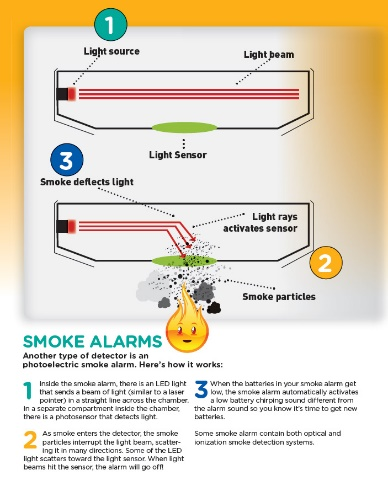 1
Light source
Light beam
Light Sensor
3
Smoke deflects light
Light rays
activates sensor
2
Smoke particles
SMOKE ALARMS
Another type of detector is an
photoelectric smoke alarm. Here's how it works:
1 Inside the smoke alarm, there is an LED light
that sends a beam of light (similar to a laser
pointer) in a straight line across the chamber.
In a separate compartment inside the chamber,
there is a photosensor that detects light.
2 As smoke enters the detector, the smoke
particles interrupt the light beam, scatter-
ing it in many directions. Some of the LED
light scatters toward the light sensor. When light
beams hit the sensor, the alarm will go off!
3 When the batteries in your smoke alarm get
low, the smoke alarm automatically activates
a low battery chirping sound different from
the alarm sound so you know it's time to get new
batteries.
Some smoke alarm contain both optical and
ionization smoke detection systems.